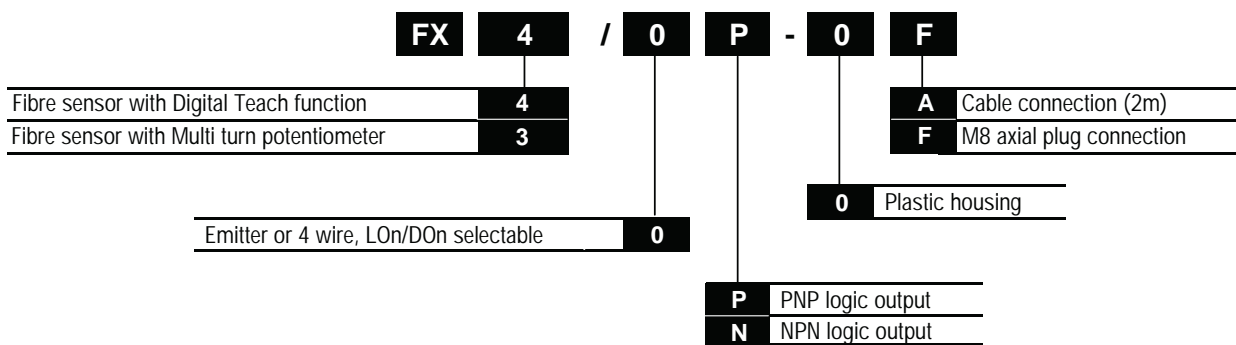 FX 4 / 0 P - 0 F
Fibre sensor with Digital Teach function 4
Fibre sensor with Multi turn potentiometer 3
A Cable connection (2m)
F M8 axial plug connection
0 Plastic housing
Emitter or 4 wire, LOn/DOn selectable 0
P PNP logic output
N NPN logic output